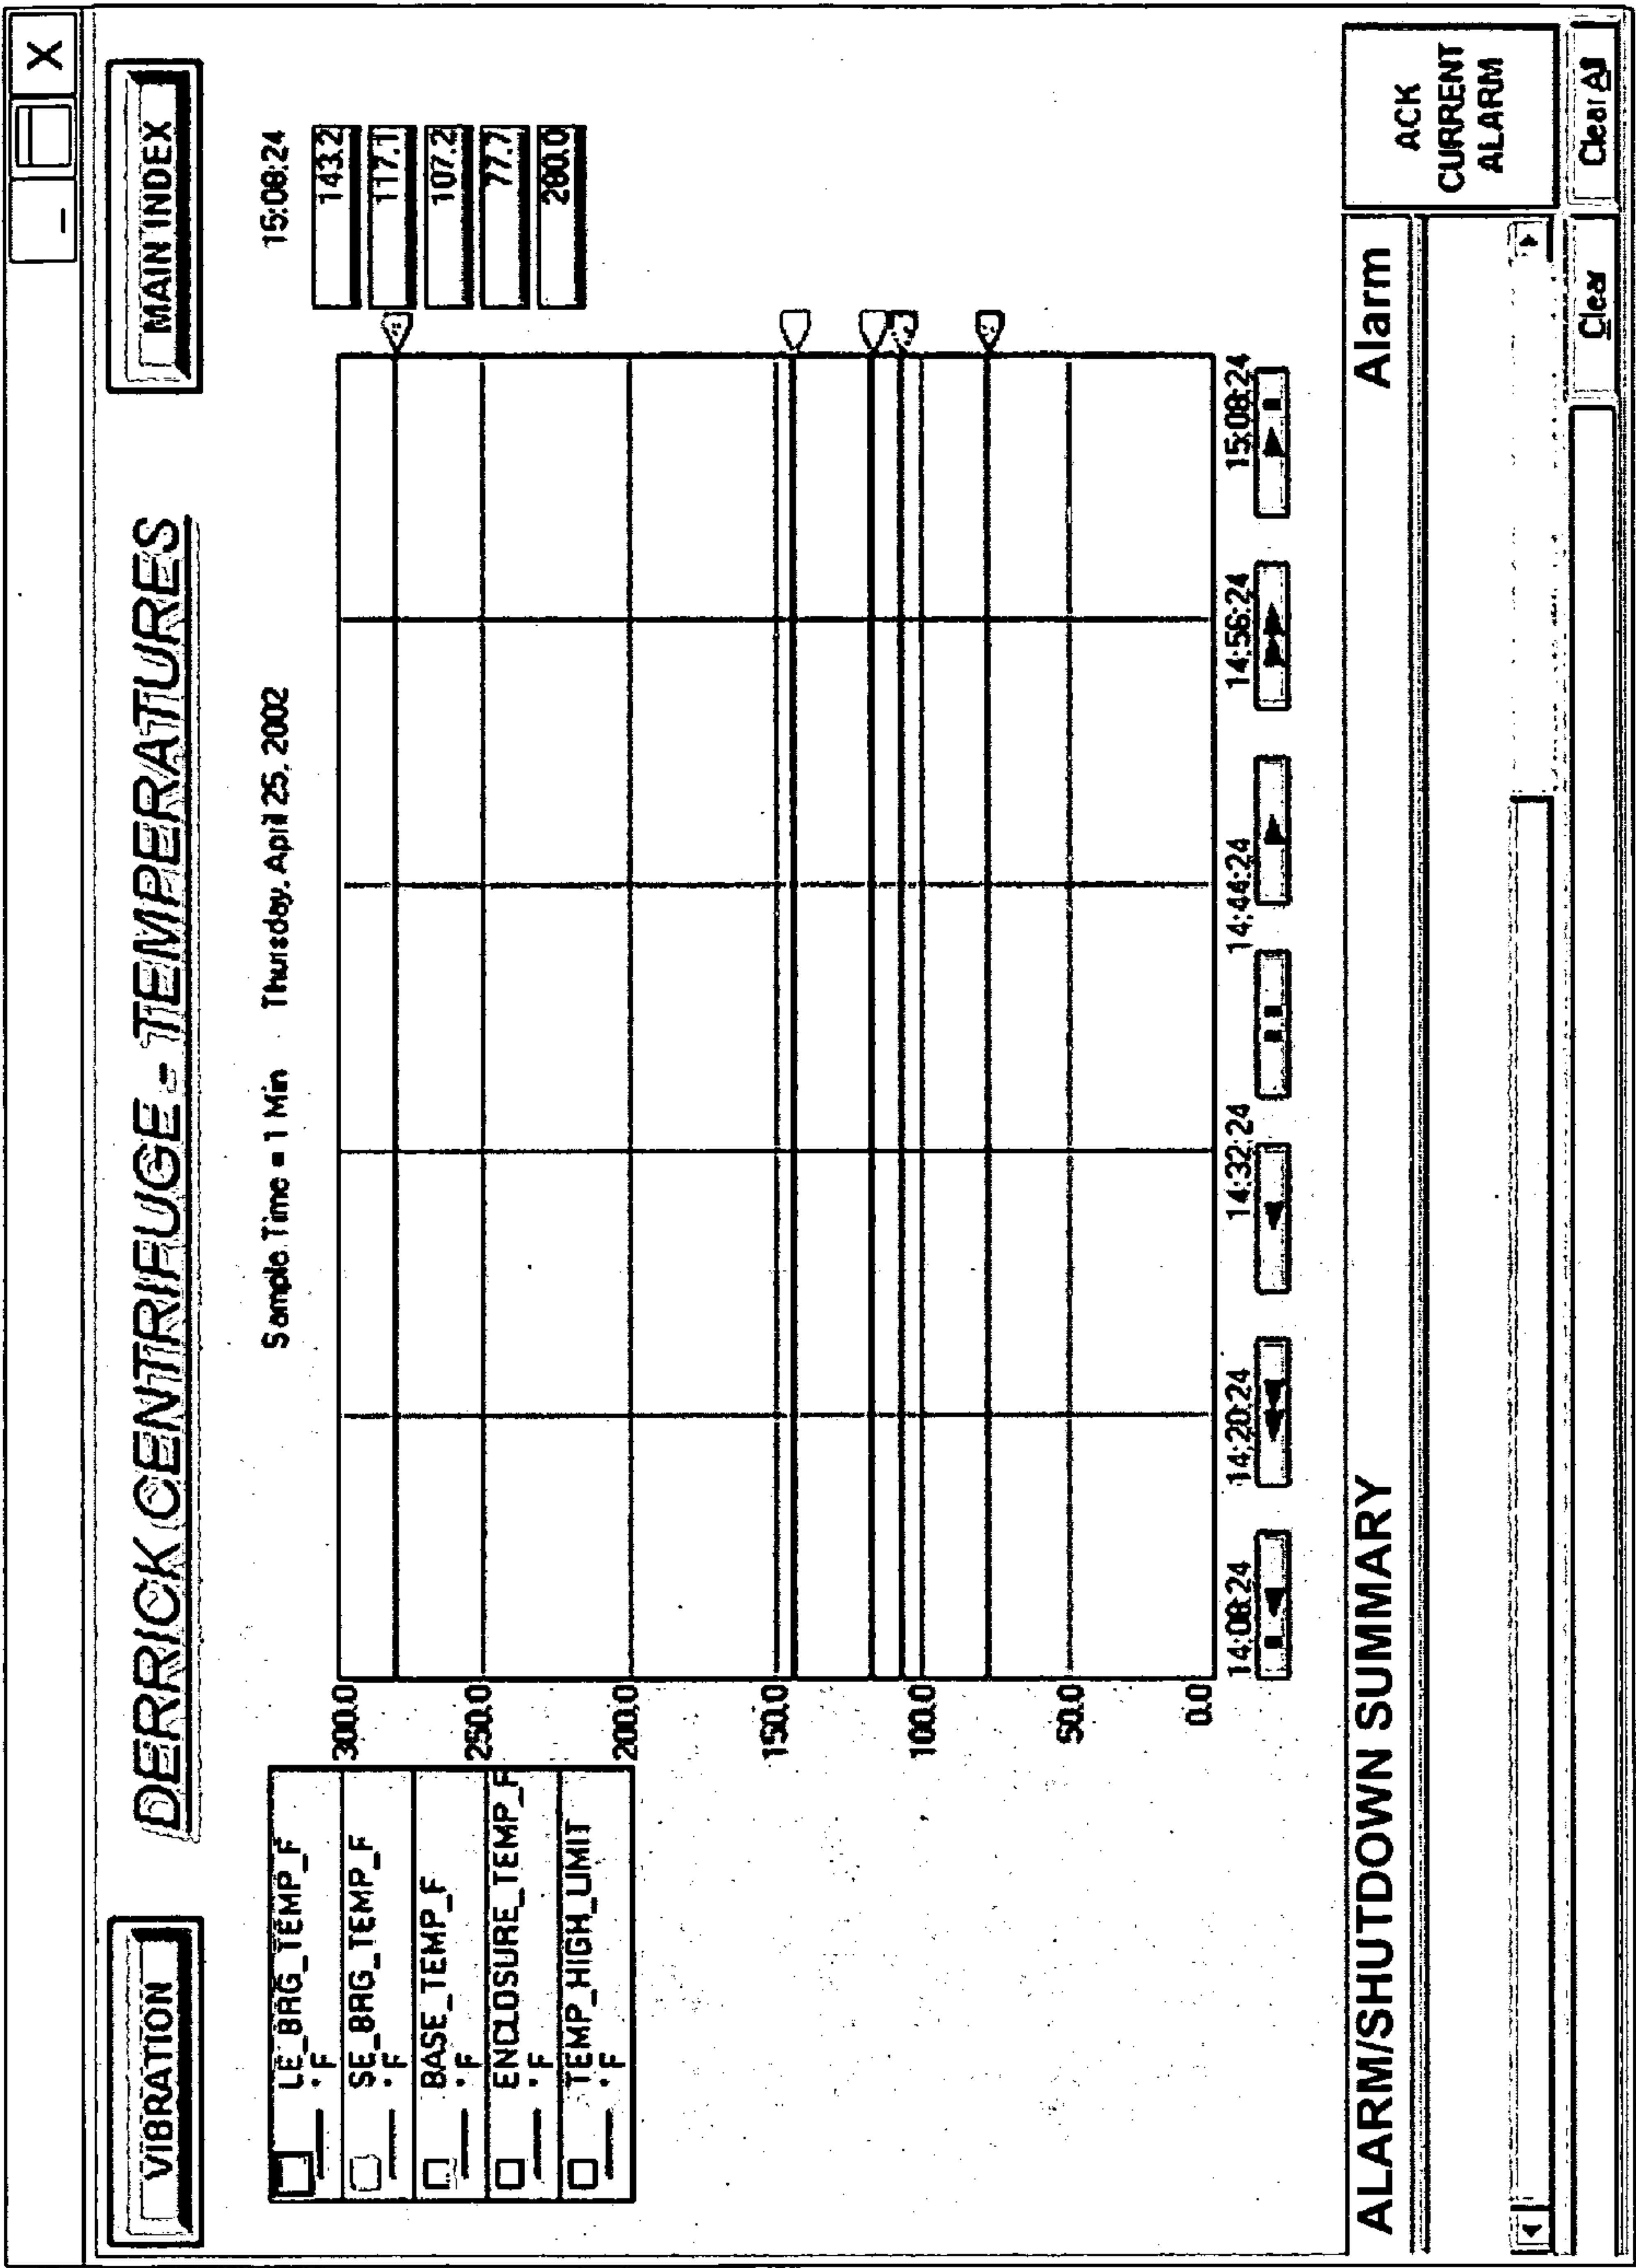 X
VIBRATION
DERRICK CENTRIFUGE - TEMPERATURES
MAIN INDEX
Sample Time = 1 Min
Thursday, April 25, 2002
15:08:24
LE_BRG_TEMP_F
°F
SE_BRG_TEMP_F
°F
BASE_TEMP_F
°F
ENCLOSURE_TEMP_F
°F
TEMP_HIGH_LIMIT
°F
143.2
117.1
107.2
77.7
280.0
300.0
250.0
200.0
150.0
100.0
50.0
0.0
14:08:24
14:20:24
14:32:24
14:44:24
14:56:24
15:08:24
ALARM/SHUTDOWN SUMMARY
Alarm
ACK
CURRENT
ALARM
Clear
Clear All